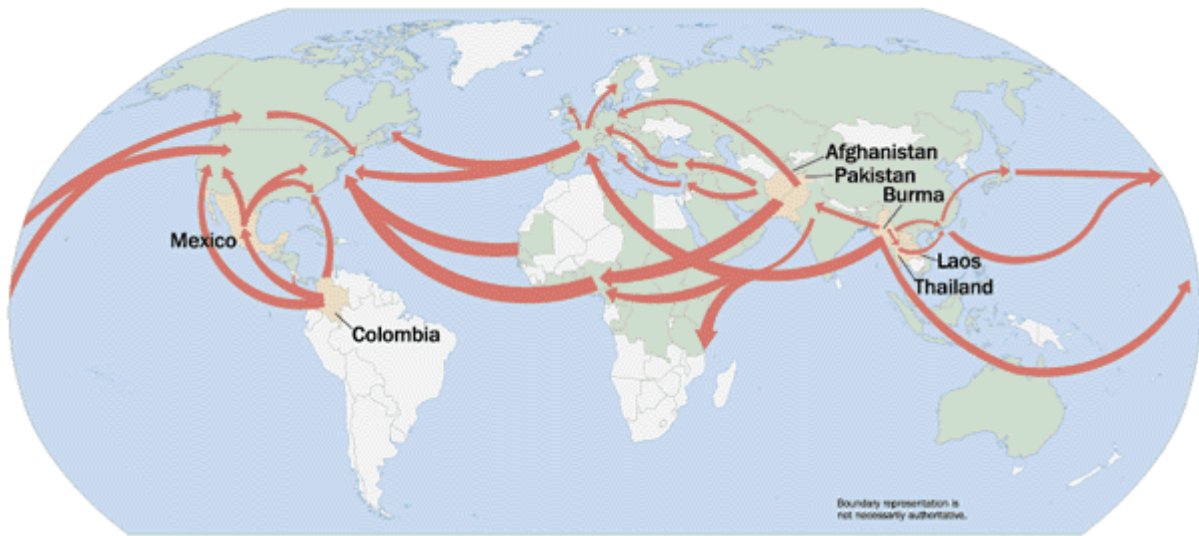 Afghanistan
Pakistan
Burma
Mexico
Laos
Thailand
Colombia
Boundary representation is
not necessarily authoritative.